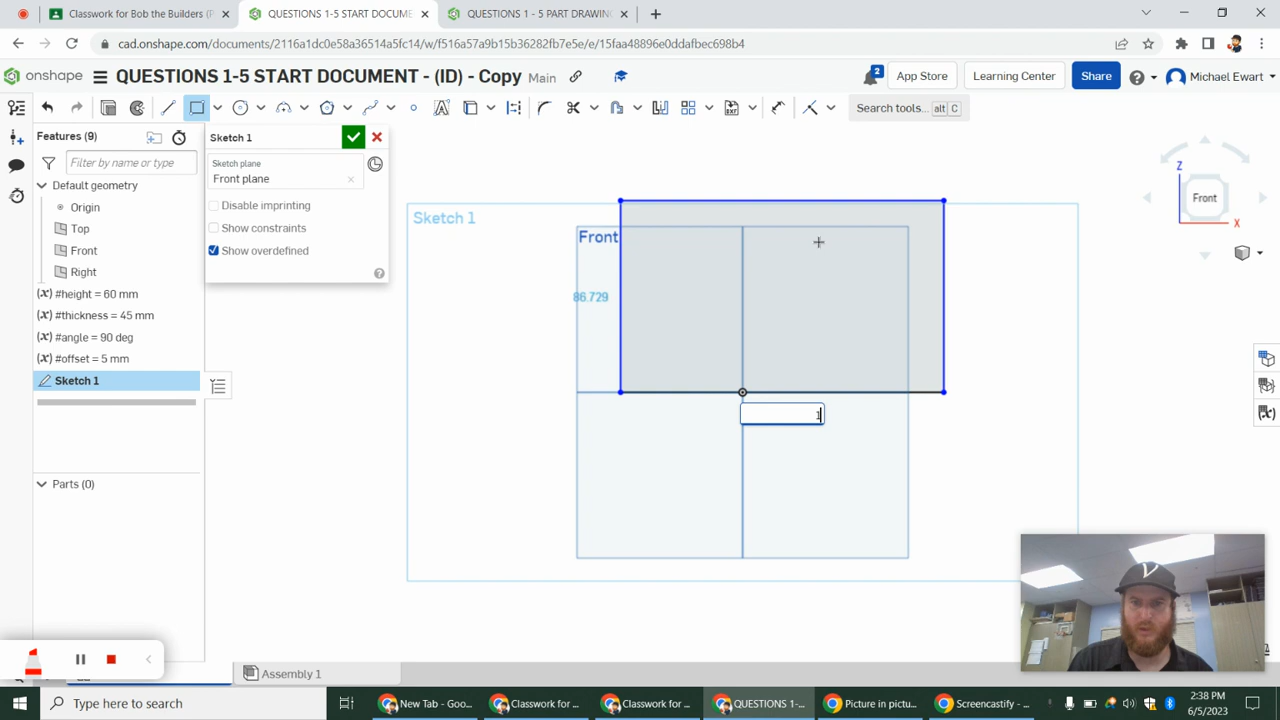 Classwork for Bob the Builders (P
QUESTIONS 1-5 START DOCUME
QUESTIONS 1 - 5 PART DRAWING
cad.onshape.com/documents/2116a1dc0e58a36514a5fc14/w/f516a57a9b15b36282fb7e5e/e/15faa48896e0ddafbec698b4
onshape
QUESTIONS 1-5 START DOCUMENT - (ID) - Copy Main
2
App Store
Learning Center
Share
Michael Ewart
Search tools...
alt C
Features (9)
Filter by name or type
Default geometry
Origin
Top
Front
Right
(x) #height = 60 mm
(x) #thickness = 45 mm
(x) #angle = 90 deg
(x) #offset = 5 mm
Sketch 1
Parts (0)
Sketch 1
Sketch plane
Front plane
Disable imprinting
Show constraints
Show overdefined
Sketch 1
Front
86.729
1
Z
Front
X
Assembly 1
Type here to search
New Tab - Goo...
Classwork for ...
Classwork for ...
QUESTIONS 1-...
Picture in pictu...
Screencastify - ...
2:38 PM
6/5/2023